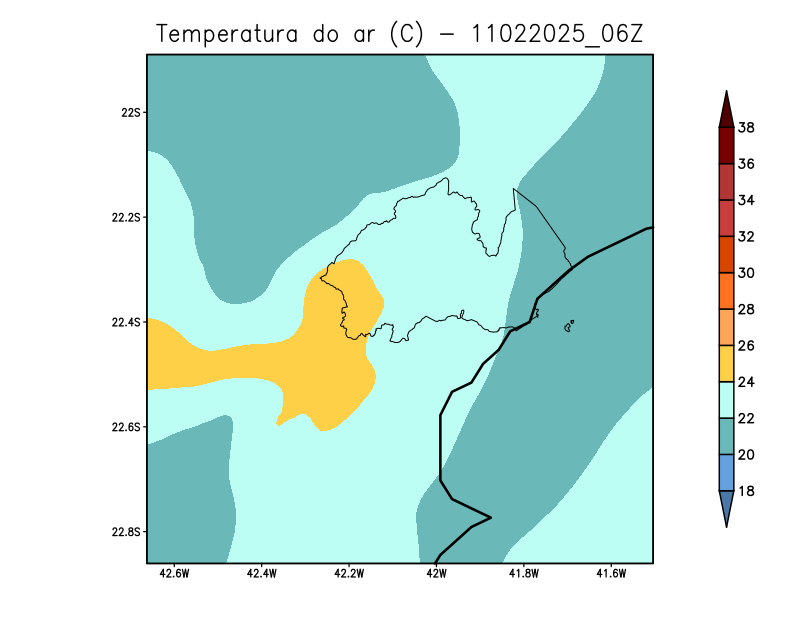 Temperatura do ar (C) - 11022025_06Z
22S
22.2S
22.4S
22.6S
22.8S
42.6W
42.4W
42.2W
42W
41.8W
41.6W
38
36
34
32
30
28
26
24
22
20
18